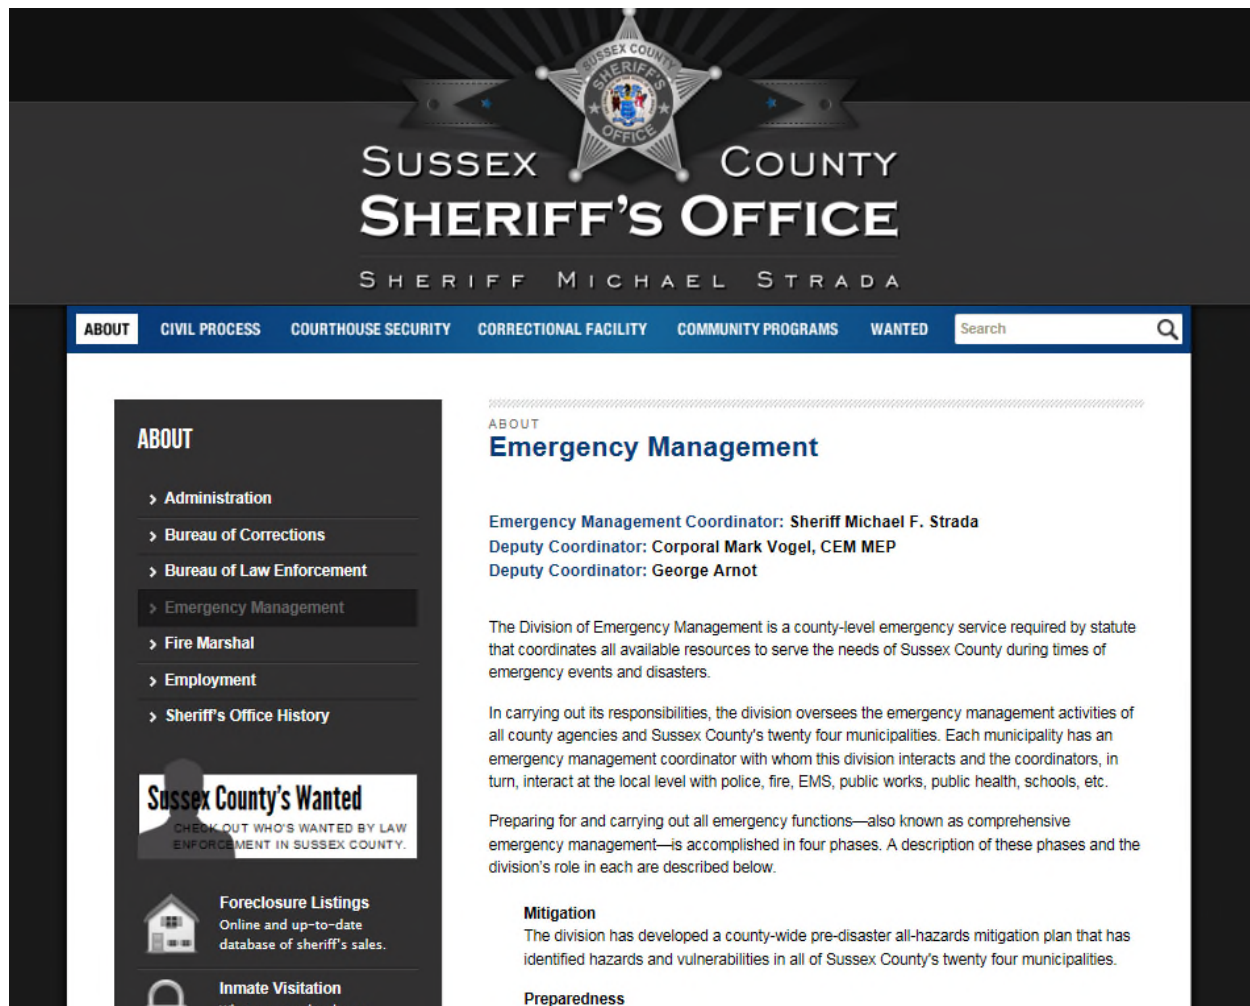 SUSSEX COUNTY
SHERIFF'S
OFFICE
SUSSEX COUNTY
SHERIFF'S OFFICE
SHERIFF MICHAEL STRADA
ABOUT CIVIL PROCESS COURTHOUSE SECURITY CORRECTIONAL FACILITY COMMUNITY PROGRAMS WANTED Search
ABOUT
Administration
Bureau of Corrections
Bureau of Law Enforcement
Emergency Management
Fire Marshal
Employment
Sheriff's Office History
Sussex County's Wanted
CHECK OUT WHO'S WANTED BY LAW
ENFORCEMENT IN SUSSEX COUNTY.
Foreclosure Listings
Online and up-to-date
database of sheriff's sales.
Inmate Visitation
ABOUT
Emergency Management
Emergency Management Coordinator: Sheriff Michael F. Strada
Deputy Coordinator: Corporal Mark Vogel, CEM MEP
Deputy Coordinator: George Arnot
The Division of Emergency Management is a county-level emergency service required by statute
that coordinates all available resources to serve the needs of Sussex County during times of
emergency events and disasters.
In carrying out its responsibilities, the division oversees the emergency management activities of
all county agencies and Sussex County's twenty four municipalities. Each municipality has an
emergency management coordinator with whom this division interacts and the coordinators, in
turn, interact at the local level with police, fire, EMS, public works, public health, schools, etc.
Preparing for and carrying out all emergency functions—also known as comprehensive
emergency management—is accomplished in four phases. A description of these phases and the
division's role in each are described below.
Mitigation
The division has developed a county-wide pre-disaster all-hazards mitigation plan that has
identified hazards and vulnerabilities in all of Sussex County's twenty four municipalities.
Preparedness